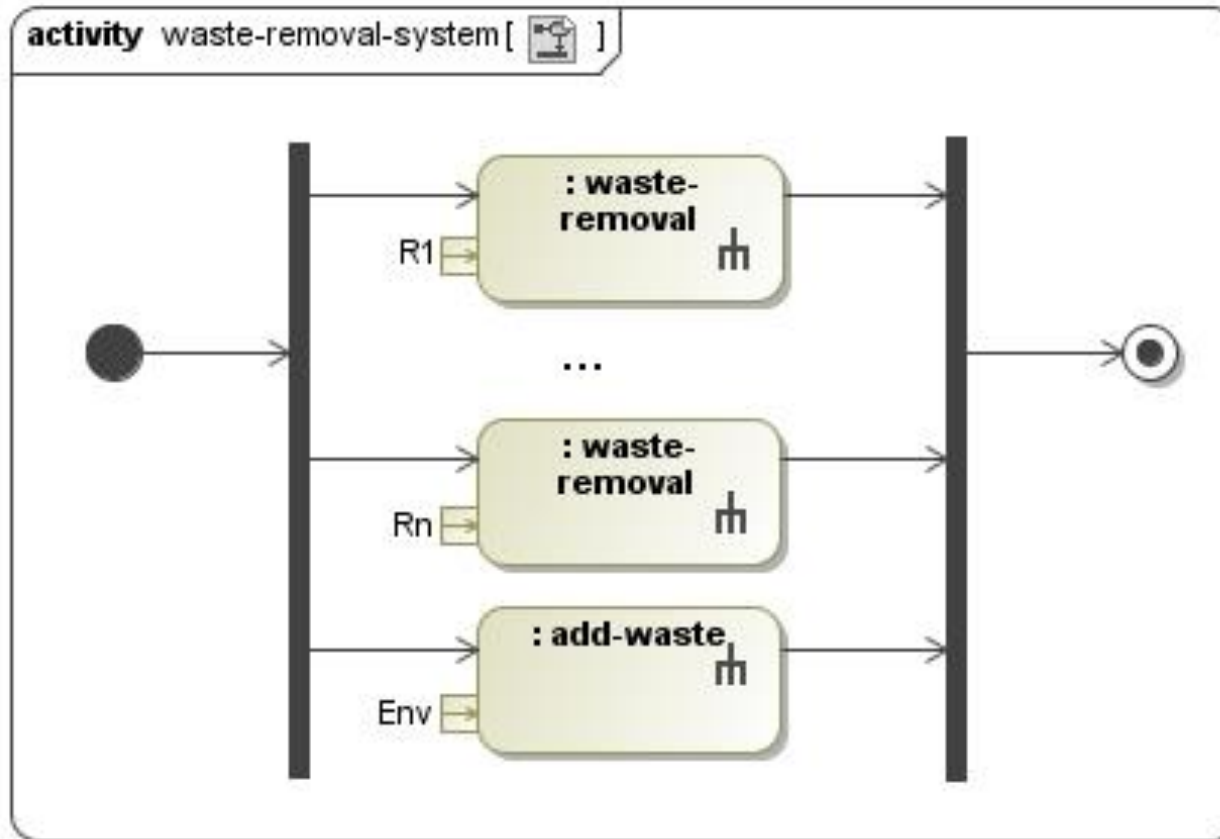 activity waste-removal-system[ ]
: waste-
removal
R1
...
: waste-
removal
Rn
: add-waste
Env